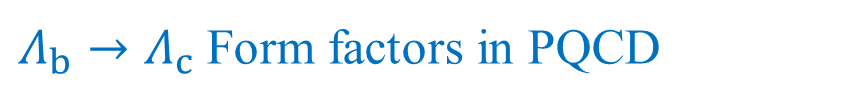 Λb → Λc Form factors in PQCD